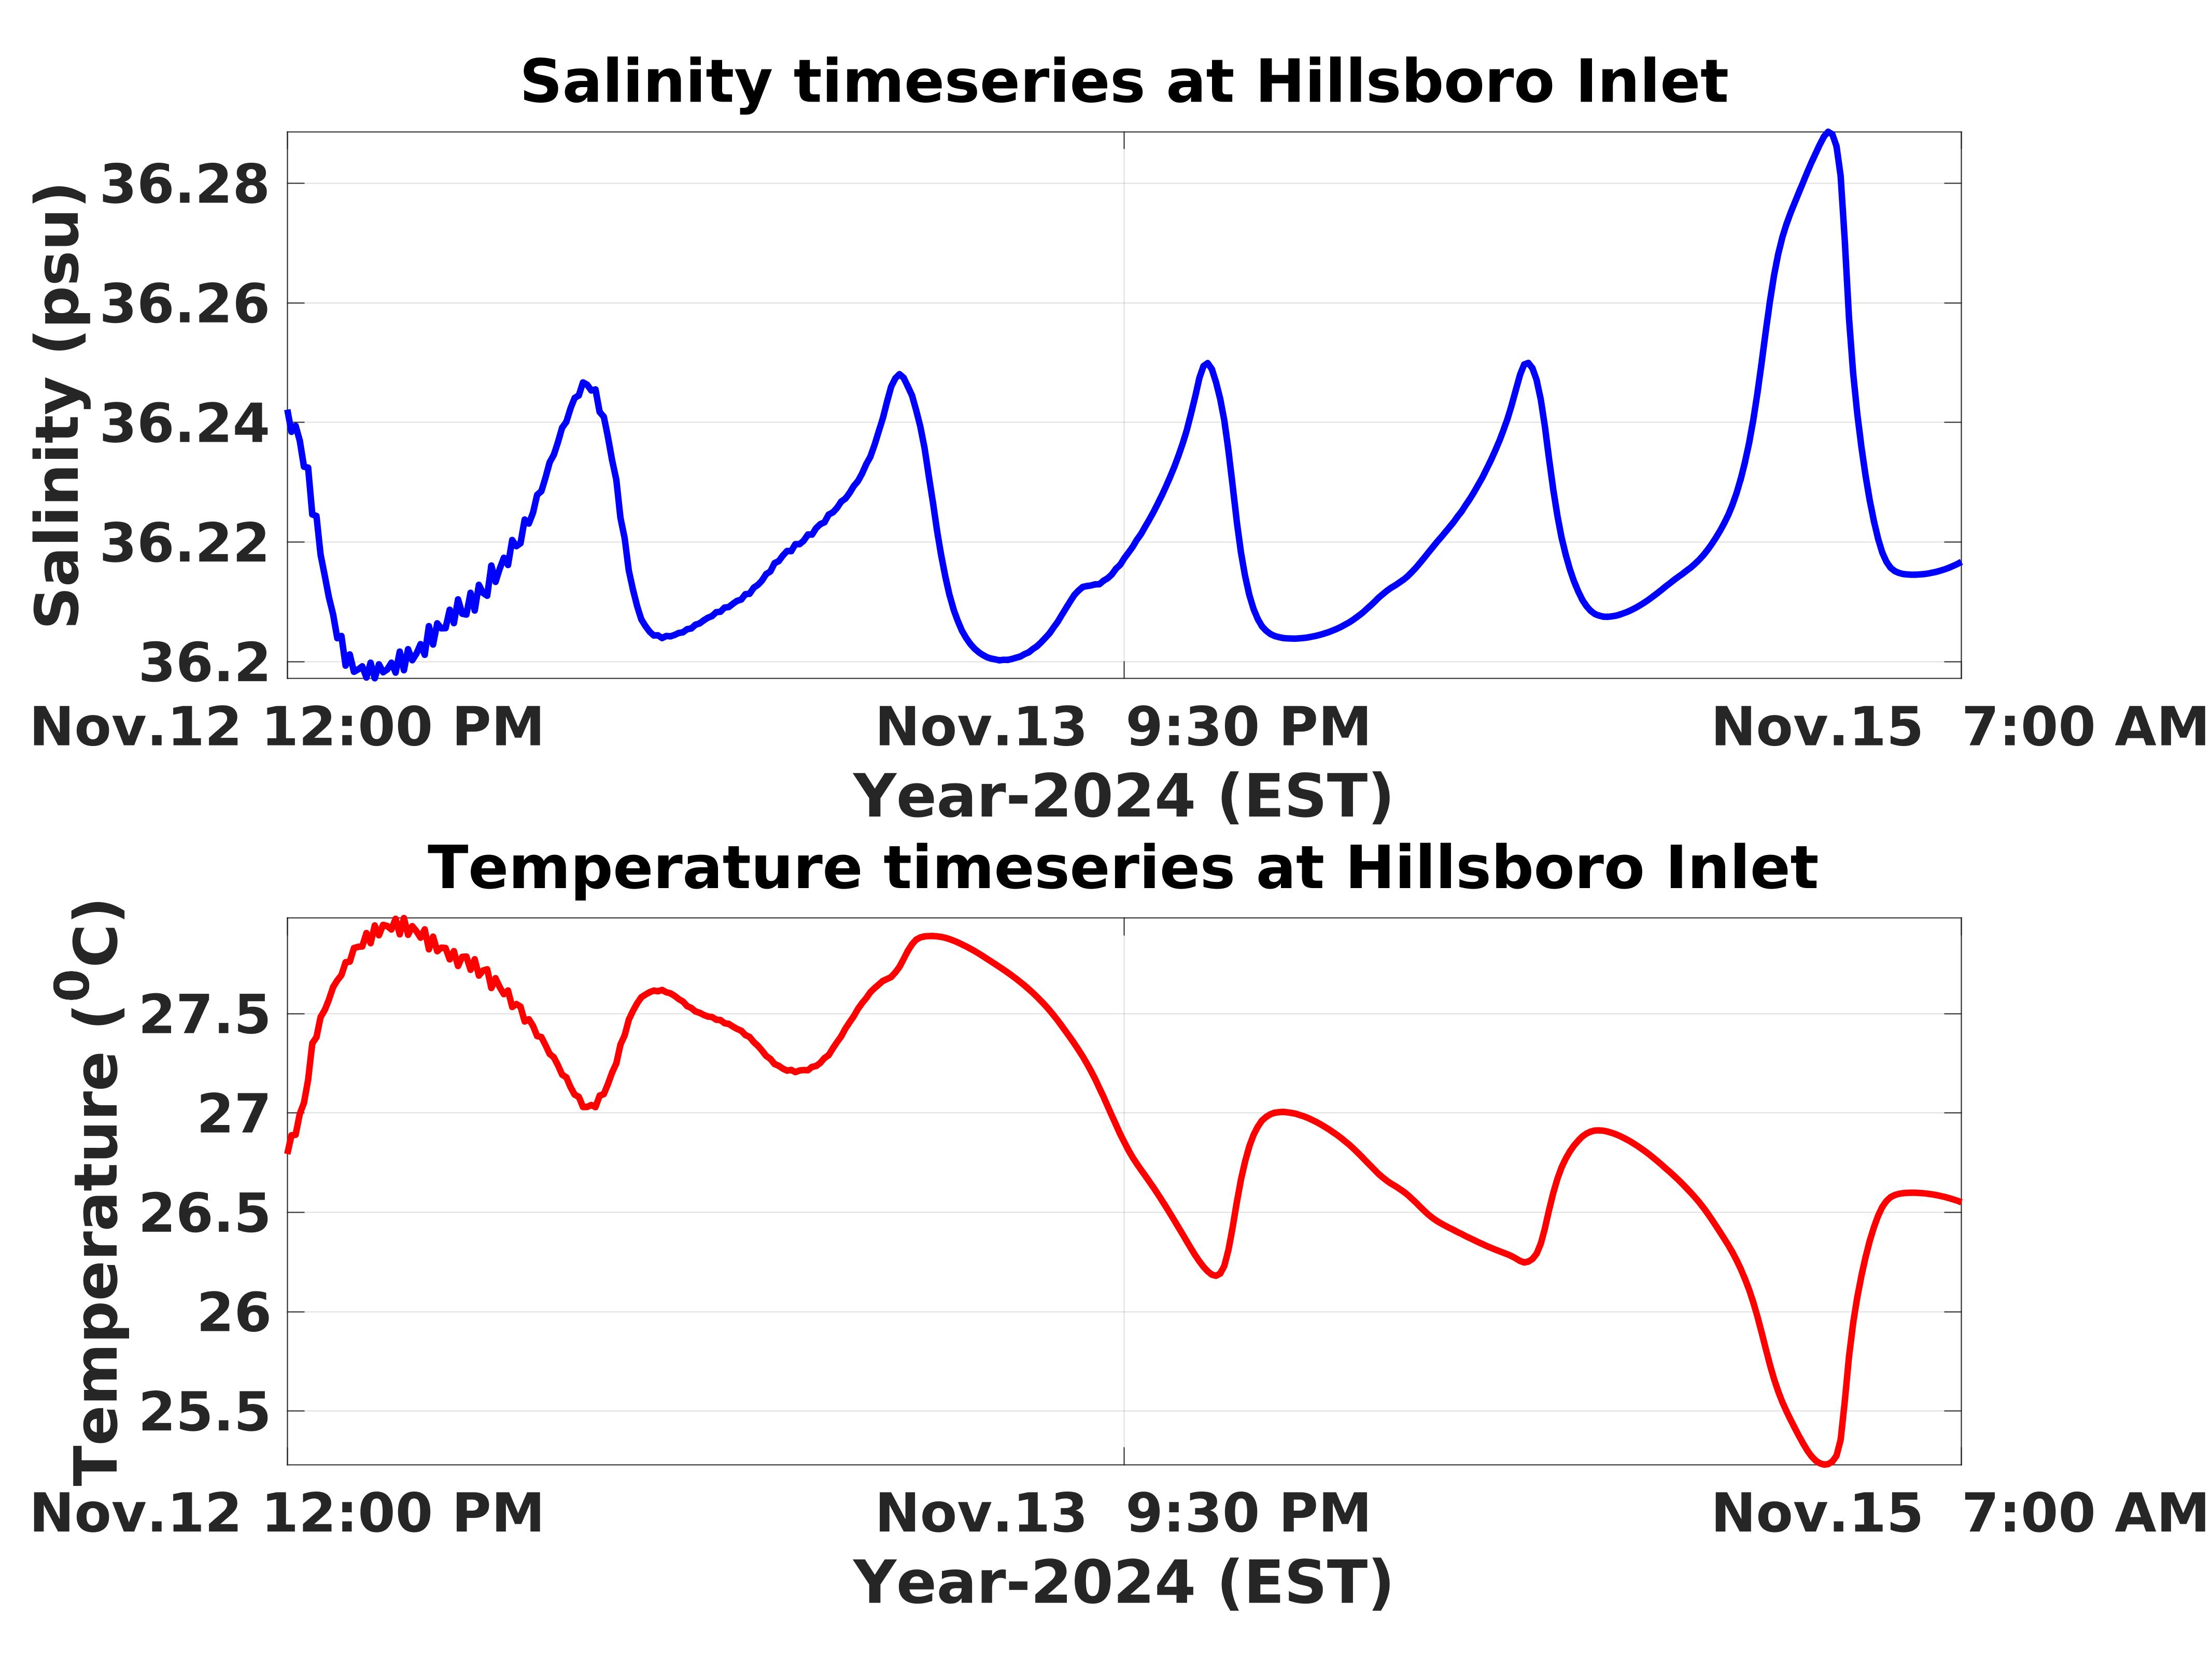 Salinity timeseries at Hillsboro Inlet
Salinity (psu)
36.28
36.26
36.24
36.22
36.2
Nov.12 12:00 PM
Nov.13  9:30 PM
Nov.15  7:00 AM
Year-2024 (EST)
Temperature timeseries at Hillsboro Inlet
Temperature (⁰C)
27.5
27
26.5
26
25.5
Nov.12 12:00 PM
Nov.13  9:30 PM
Nov.15  7:00 AM
Year-2024 (EST)